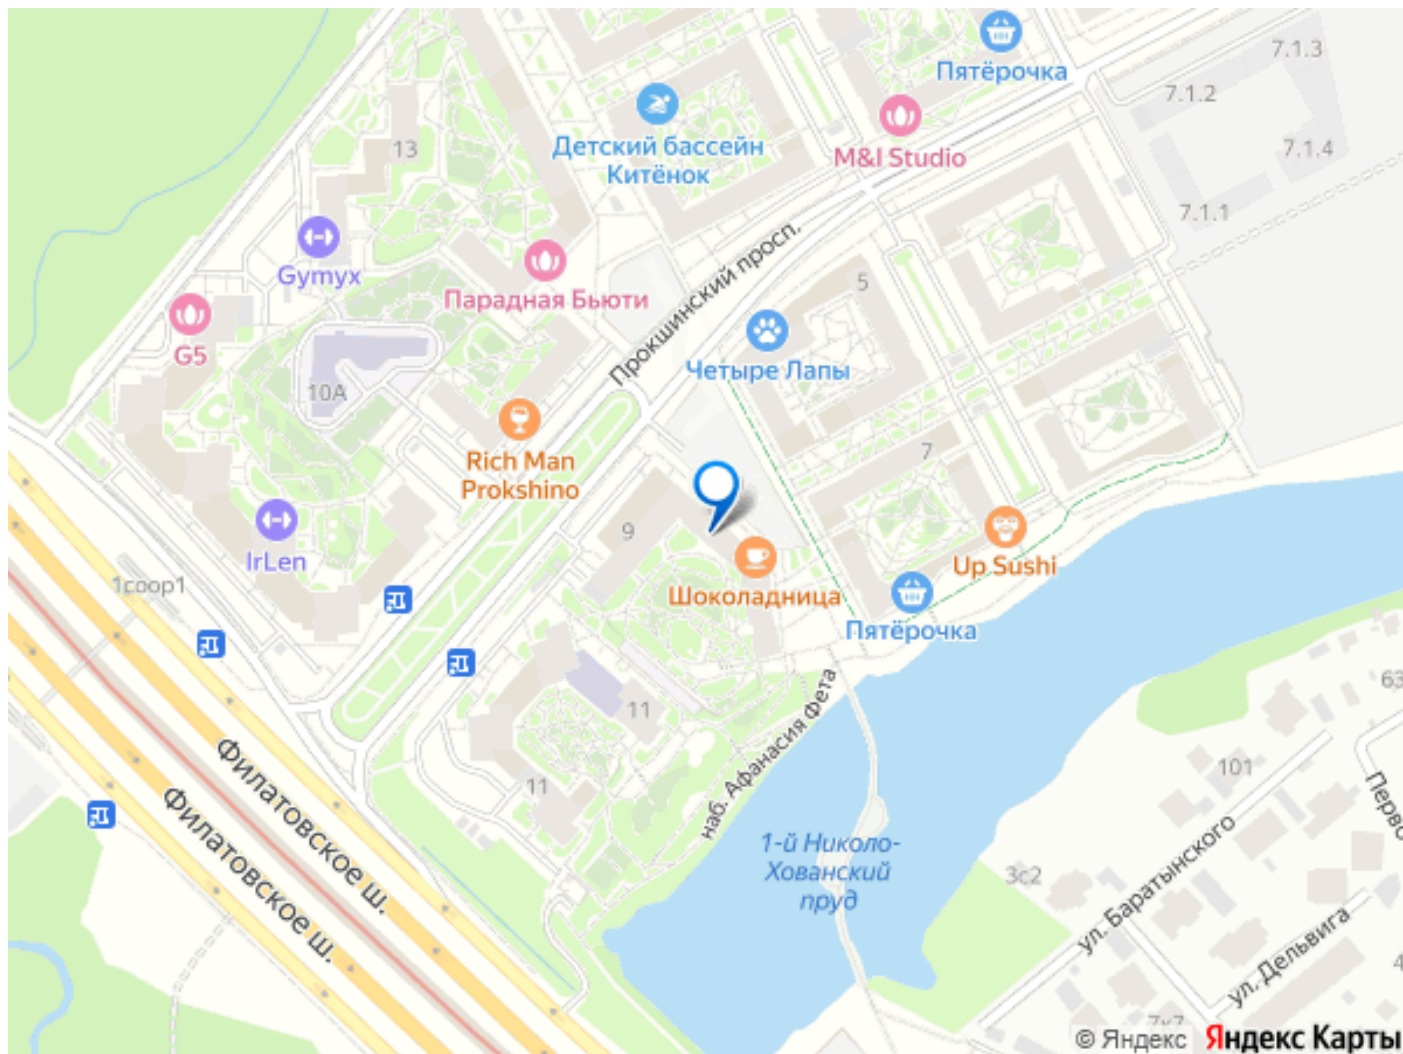 Пятёрочка
7.1.3
7.1.2
Детский бассейн
Китёнок
M&I Studio
7.1.4
13
7.1.1
Gymyx
Парадная Бьюти
Прокшинский просп.
5
G5
Четыре Лапы
10А
Rich Man
Prokshino
7
9
IrLen
Up Sushi
1соор1
Шоколадница
Пятёрочка
наб. Афанасия Фета
63
11
11
101
Филатовское ш.
Филатовское ш.
1-й Николо-
Хованский
пруд
3с2
ул. Баратынского
Перво
ул. Дельвига
4
7к7
© Яндекс
Яндекс Карты